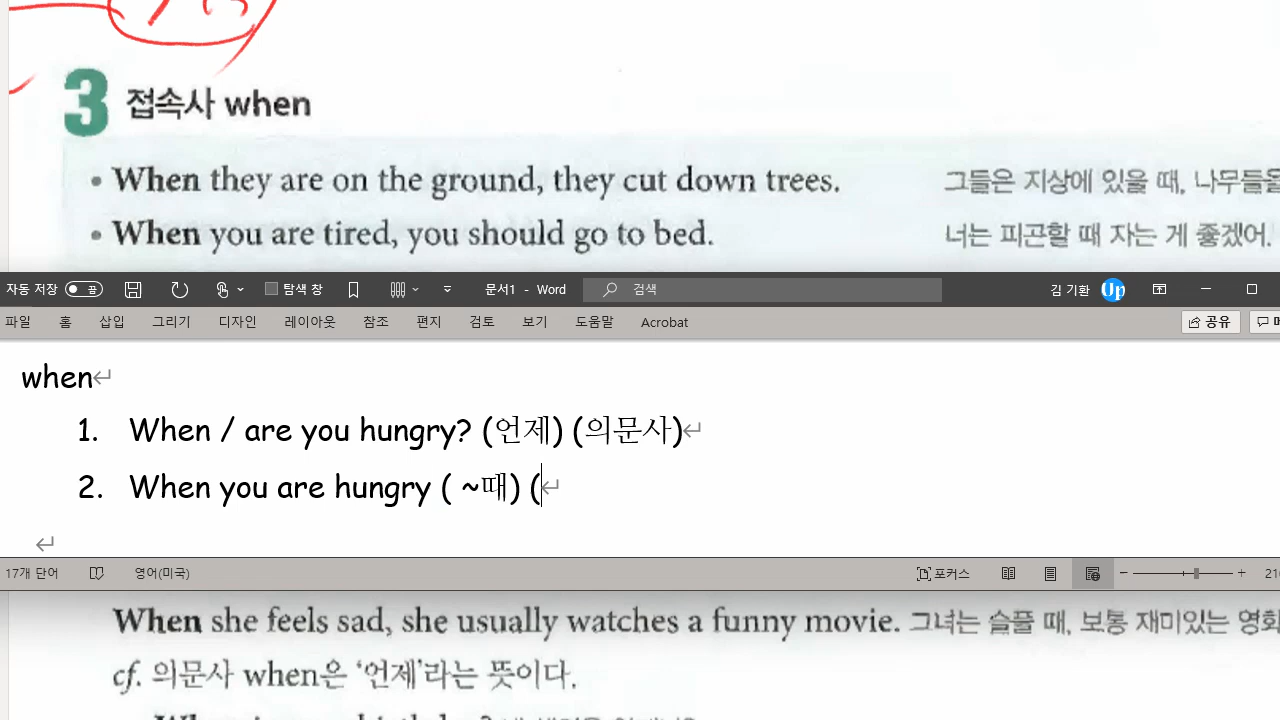 3 접속사 when
• When they are on the ground, they cut down trees. 그들은 지상에 있을 때, 나무들을
• When you are tired, you should go to bed. 너는 피곤할 때 자는 게 좋겠어.
자동 저장 끔 탐색 창 문서1 - Word 검색 김 기환 Up
파일 홈 삽입 그리기 디자인 레이아웃 참조 편지 검토 보기 도움말 Acrobat 공유
when
1. When / are you hungry? (언제) (의문사)
2. When you are hungry ( ~때) (
17개 단어 영어(미국) 포커스
When she feels sad, she usually watches a funny movie. 그녀는 슬플 때, 보통 재미있는 영화
cf. 의문사 when은 ‘언제’라는 뜻이다.